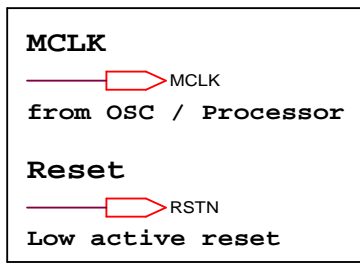 MCLK
MCLK
from OSC / Processor
Reset
RSTN
Low active reset